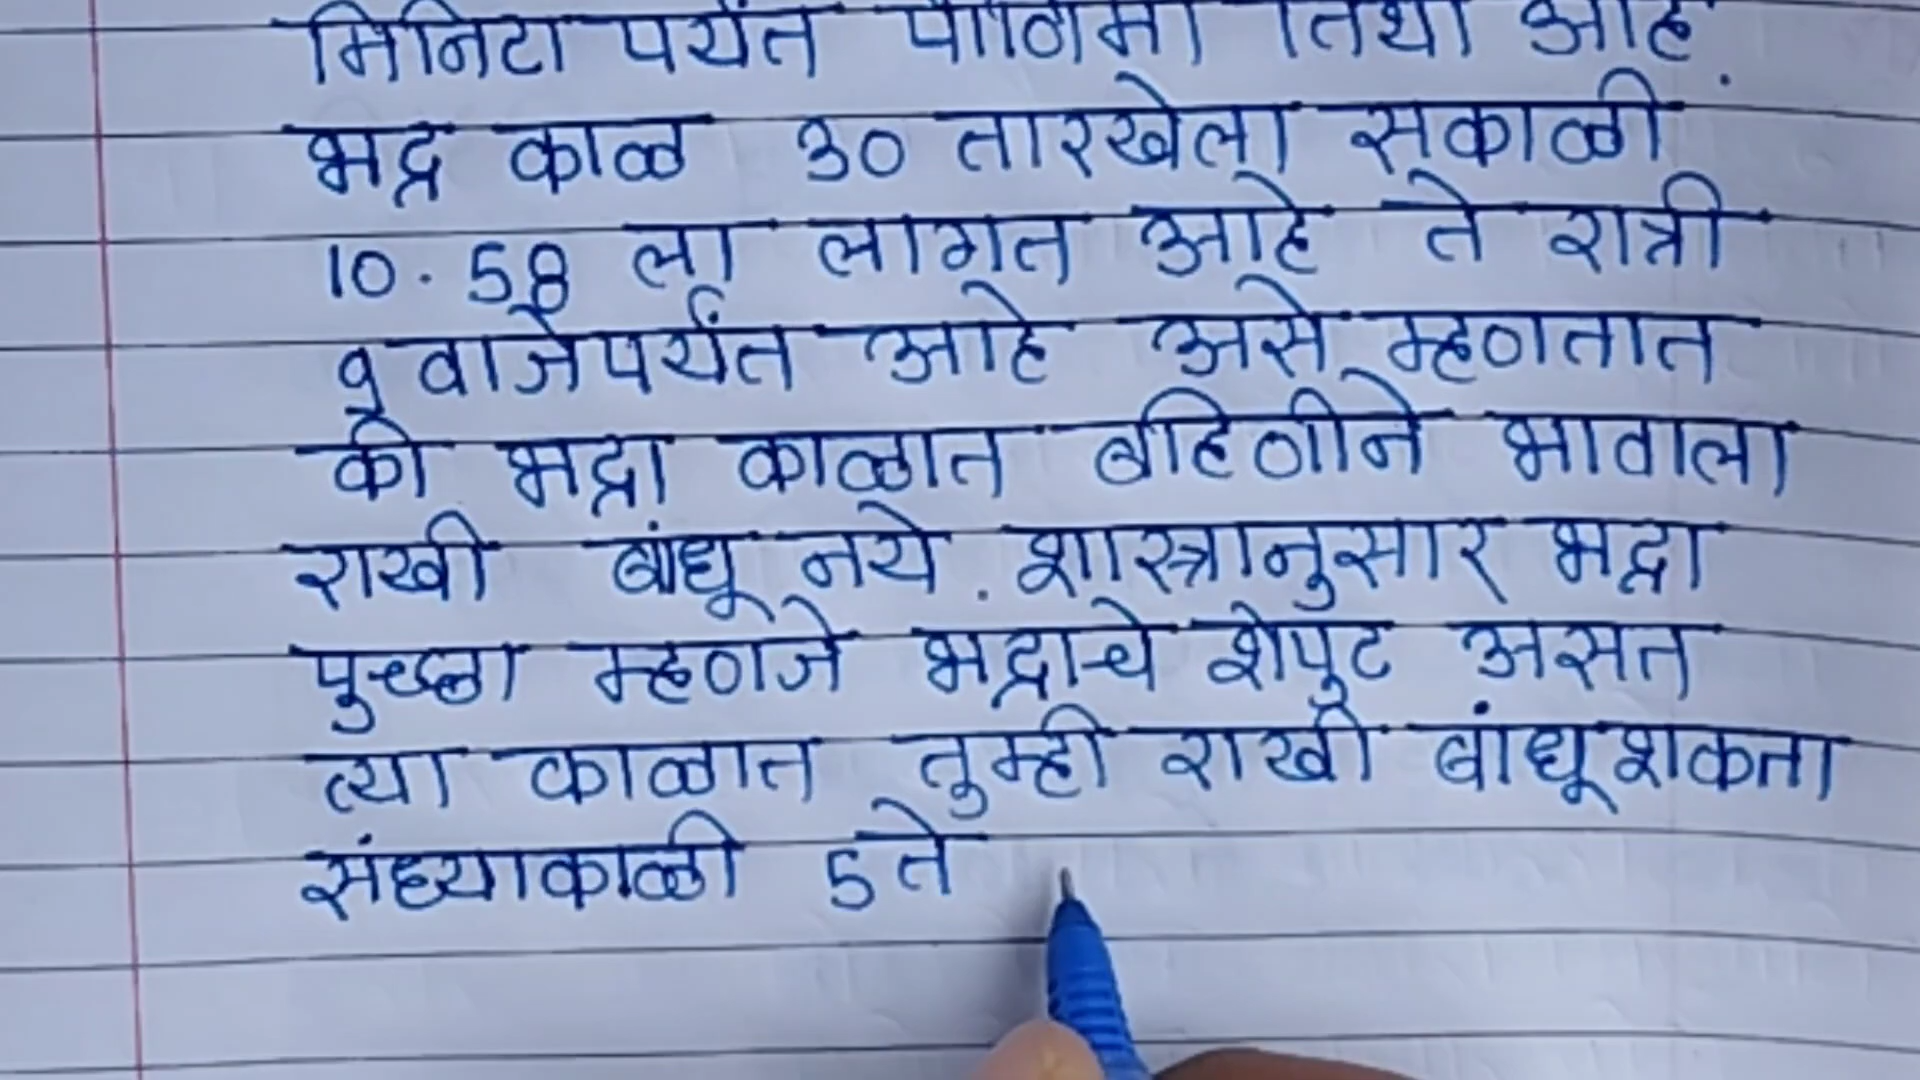 मिनिटा पर्यंत पौर्णिमा तिथी आहे.
भद्र काळ 30 तारखेला सकाळी
10.58 ला लागत आहे ते रात्री
9 वाजेपर्यंत आहे असे म्हणतात
की भद्रा काळात बहिणीने भावाला
राखी बांधू नये. शास्त्रानुसार भद्रा
पुच्छा म्हणजे भद्राचे शेपुट असत
त्या काळात तुम्ही राखी बांधू शकता
संध्याकाळी 5 ते